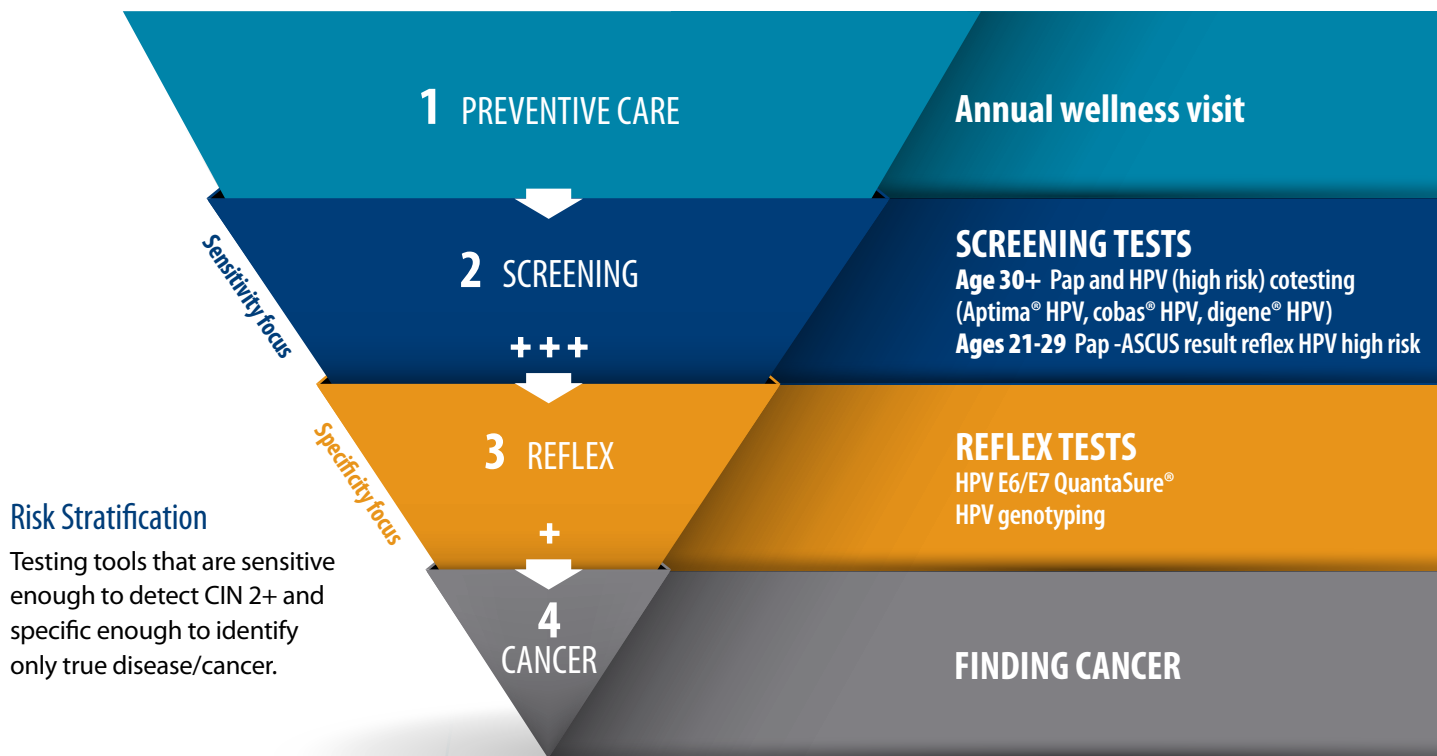 1 PREVENTIVE CARE
Annual wellness visit
Sensitivity focus
2 SCREENING
+++
SCREENING TESTS
Age 30+ Pap and HPV (high risk) cotesting
(Aptima® HPV, cobas® HPV, digene® HPV)
Ages 21-29 Pap -ASCUS result reflex HPV high risk
Specificity focus
3 REFLEX
+
REFLEX TESTS
HPV E6/E7 QuantaSure®
HPV genotyping
Risk Stratification
Testing tools that are sensitive
enough to detect CIN 2+ and
specific enough to identify
only true disease/cancer.
4
CANCER
FINDING CANCER